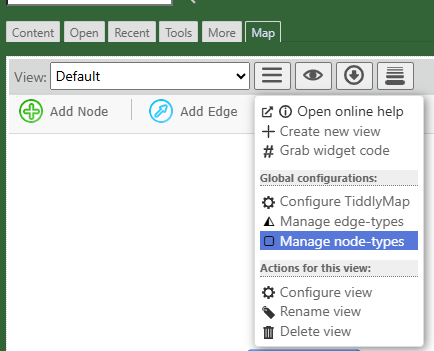 Content Open Recent Tools More Map
View: Default
Add Node Add Edge
Open online help
Create new view
# Grab widget code
Global configurations:
Configure TiddlyMap
Manage edge-types
Manage node-types
Actions for this view:
Configure view
Rename view
Delete view